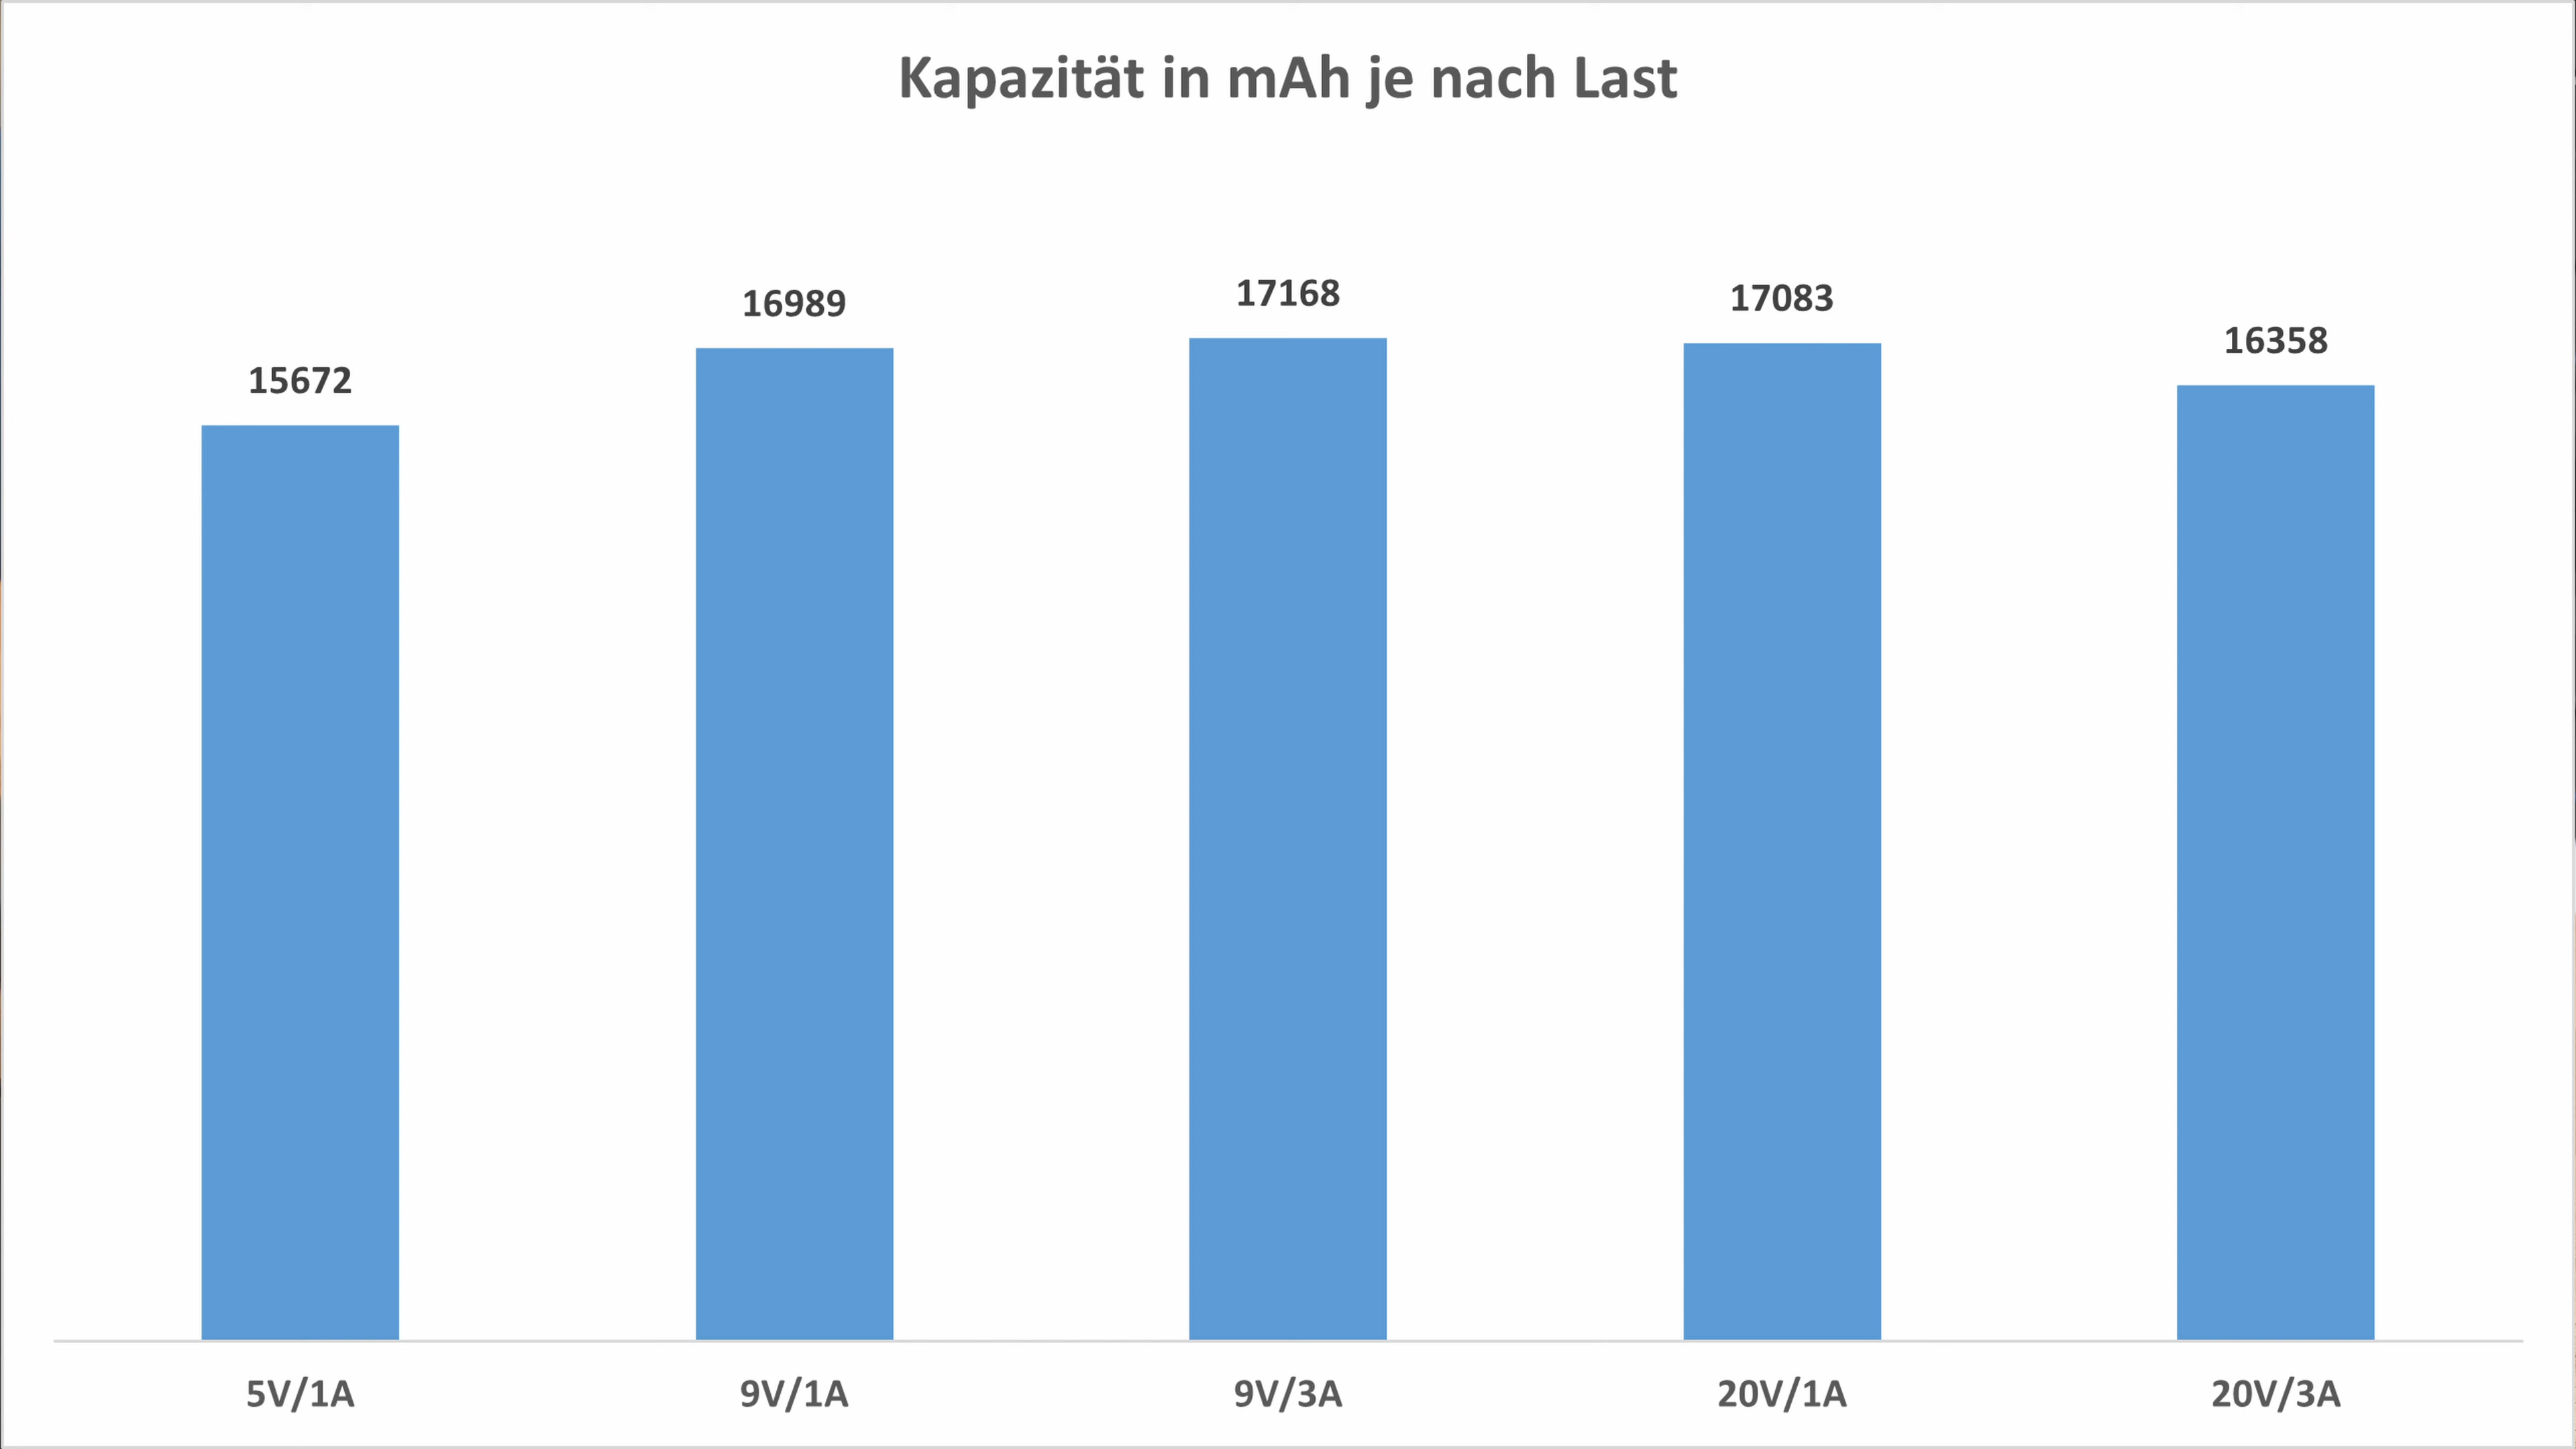 Kapazität in mAh je nach Last
15672
16989
17168
17083
16358
5V/1A
9V/1A
9V/3A
20V/1A
20V/3A